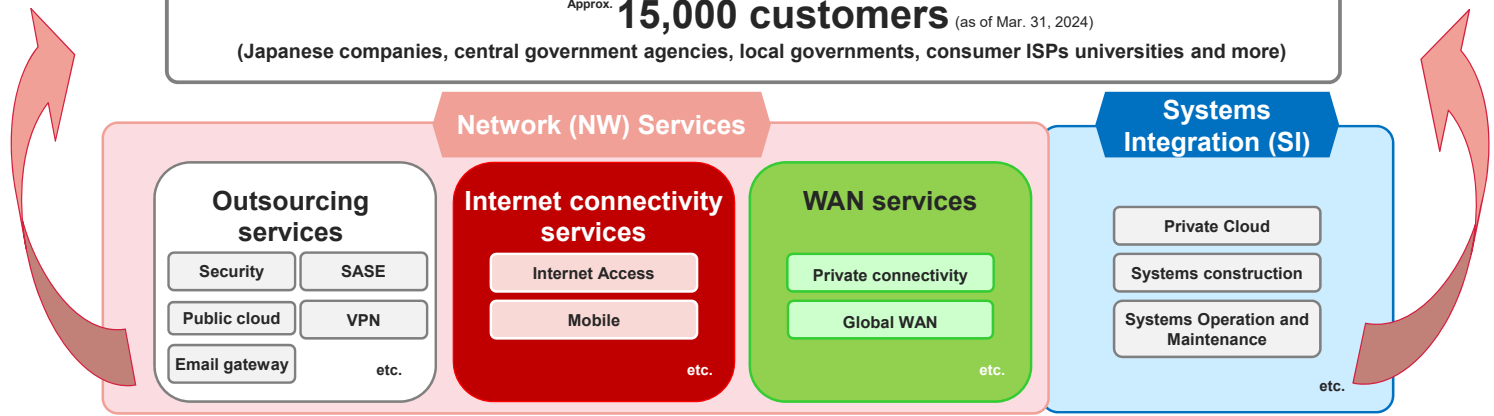 Approx. 15,000 customers (as of Mar. 31, 2024)
(Japanese companies, central government agencies, local governments, consumer ISPs universities and more)
Network (NW) Services
Outsourcing
services
Security
SASE
Public cloud
VPN
Email gateway
etc.
Internet connectivity
services
Internet Access
Mobile
etc.
WAN services
Private connectivity
Global WAN
etc.
Systems
Integration (SI)
Private Cloud
Systems construction
Systems Operation and
Maintenance
etc.